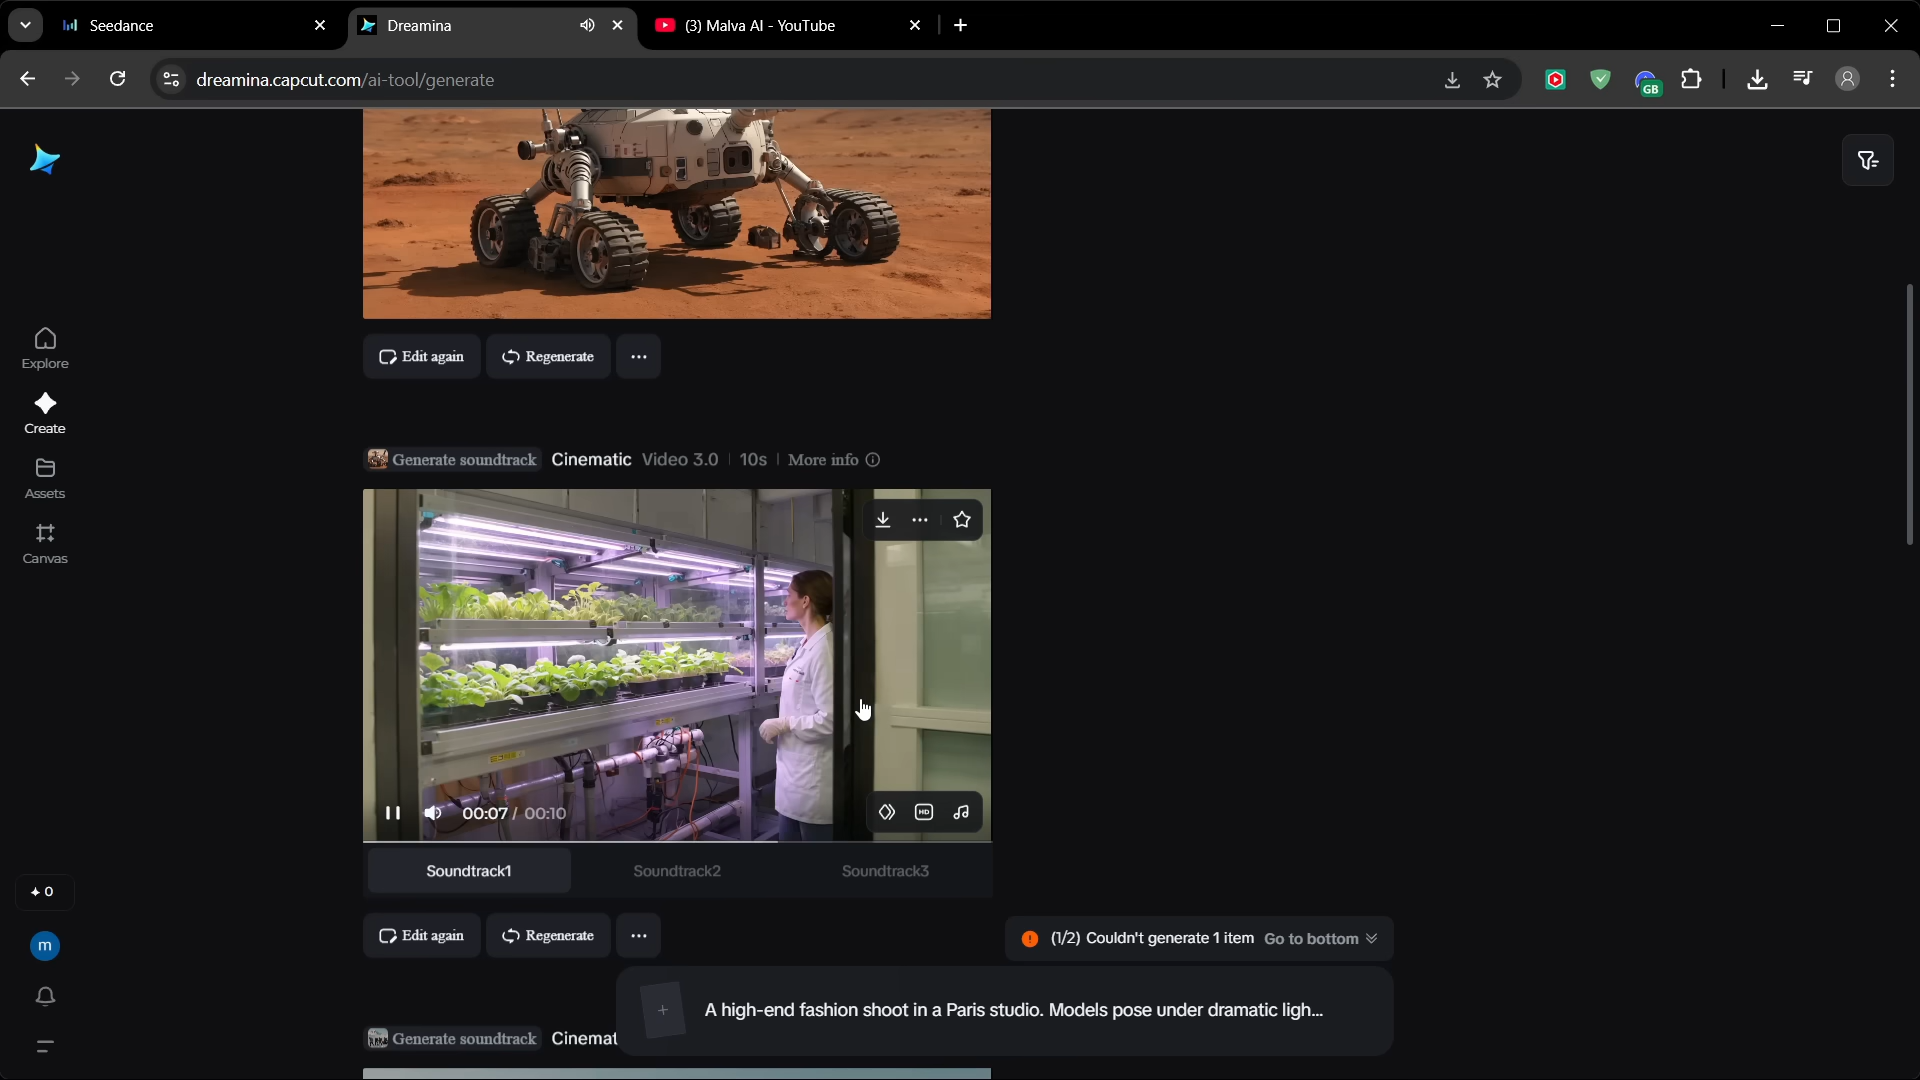 Seedance
Dreamina
(3) Malva AI - YouTube
dreamina.capcut.com/ai-tool/generate
GB
Explore
Create
Assets
Canvas
0
m
Edit again
Regenerate
Generate soundtrack Cinematic Video 3.0 | 10s | More info
00:07 / 00:10
HD
Soundtrack1
Soundtrack2
Soundtrack3
Edit again
Regenerate
(1/2) Couldn't generate 1 item Go to bottom
A high-end fashion shoot in a Paris studio. Models pose under dramatic ligh...
Generate soundtrack Cinemat